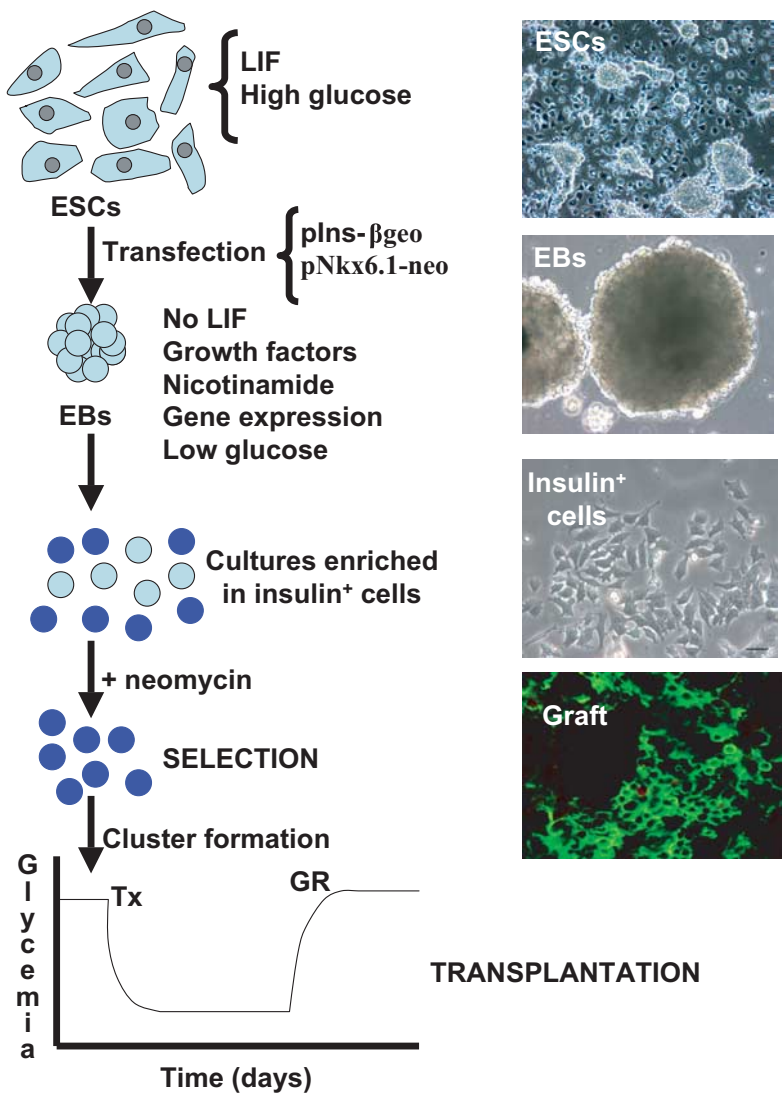 LIF
High glucose
ESCs
Transfection
pIns-βgeo
pNkx6.1-neo
No LIF
Growth factors
Nicotinamide
Gene expression
Low glucose
EBs
Cultures enriched
in insulin⁺ cells
+ neomycin
SELECTION
Cluster formation
Glycemia
Tx
GR
TRANSPLANTATION
Time (days)
ESCs
EBs
Insulin⁺
cells
Graft